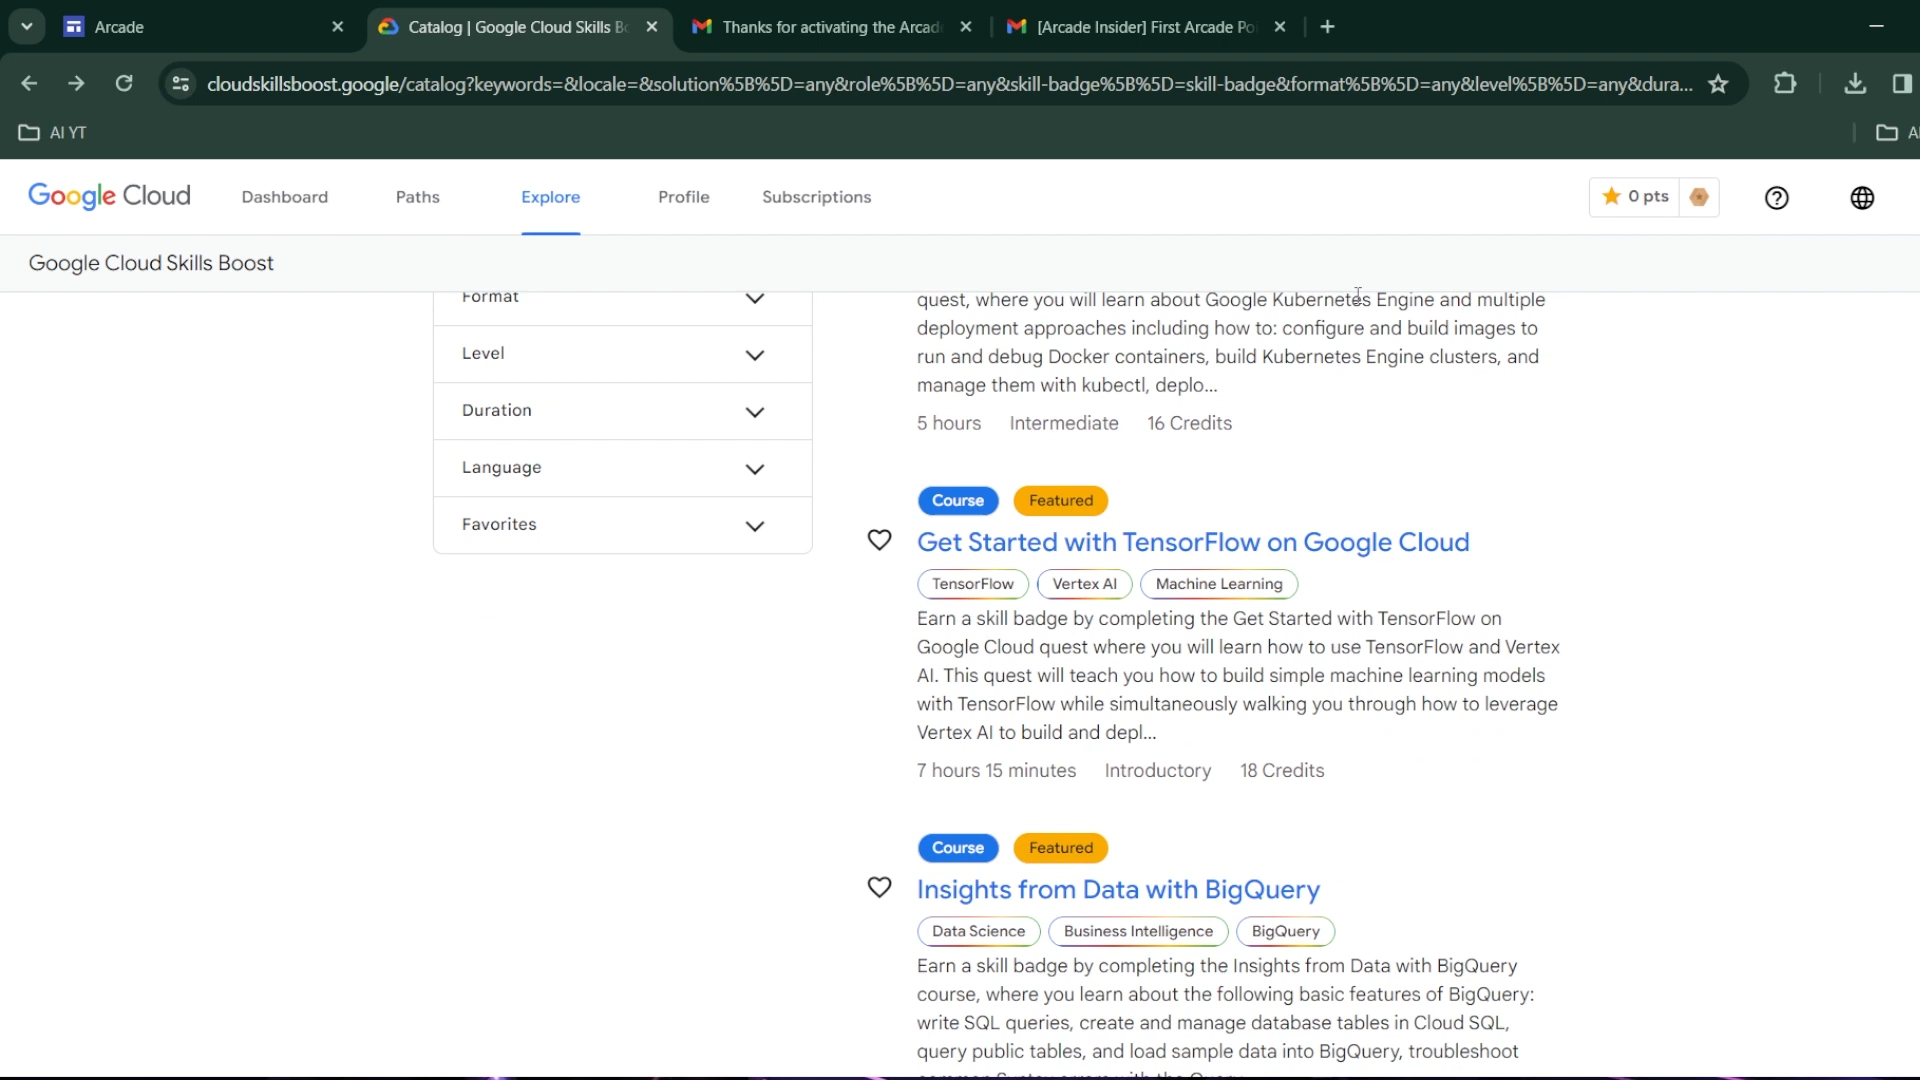 Arcade
Catalog | Google Cloud Skills Bo
Thanks for activating the Arcad
[Arcade Insider] First Arcade Poi
cloudskillsboost.google/catalog?keywords=&locale=&solution%5B%5D=any&role%5B%5D=any&skill-badge%5B%5D=skill-badge&format%5B%5D=any&level%5B%5D=any&dura...
AI YT
Google Cloud
Dashboard
Paths
Explore
Profile
Subscriptions
0 pts
Google Cloud Skills Boost
Format
Level
Duration
Language
Favorites
quest, where you will learn about Google Kubernetes Engine and multiple
deployment approaches including how to: configure and build images to
run and debug Docker containers, build Kubernetes Engine clusters, and
manage them with kubectl, deplo...
5 hours Intermediate 16 Credits
Course Featured
Get Started with TensorFlow on Google Cloud
TensorFlow Vertex AI Machine Learning
Earn a skill badge by completing the Get Started with TensorFlow on
Google Cloud quest where you will learn how to use TensorFlow and Vertex
AI. This quest will teach you how to build simple machine learning models
with TensorFlow while simultaneously walking you through how to leverage
Vertex AI to build and depl...
7 hours 15 minutes Introductory 18 Credits
Course Featured
Insights from Data with BigQuery
Data Science Business Intelligence BigQuery
Earn a skill badge by completing the Insights from Data with BigQuery
course, where you learn about the following basic features of BigQuery:
write SQL queries, create and manage database tables in Cloud SQL,
query public tables, and load sample data into BigQuery, troubleshoot